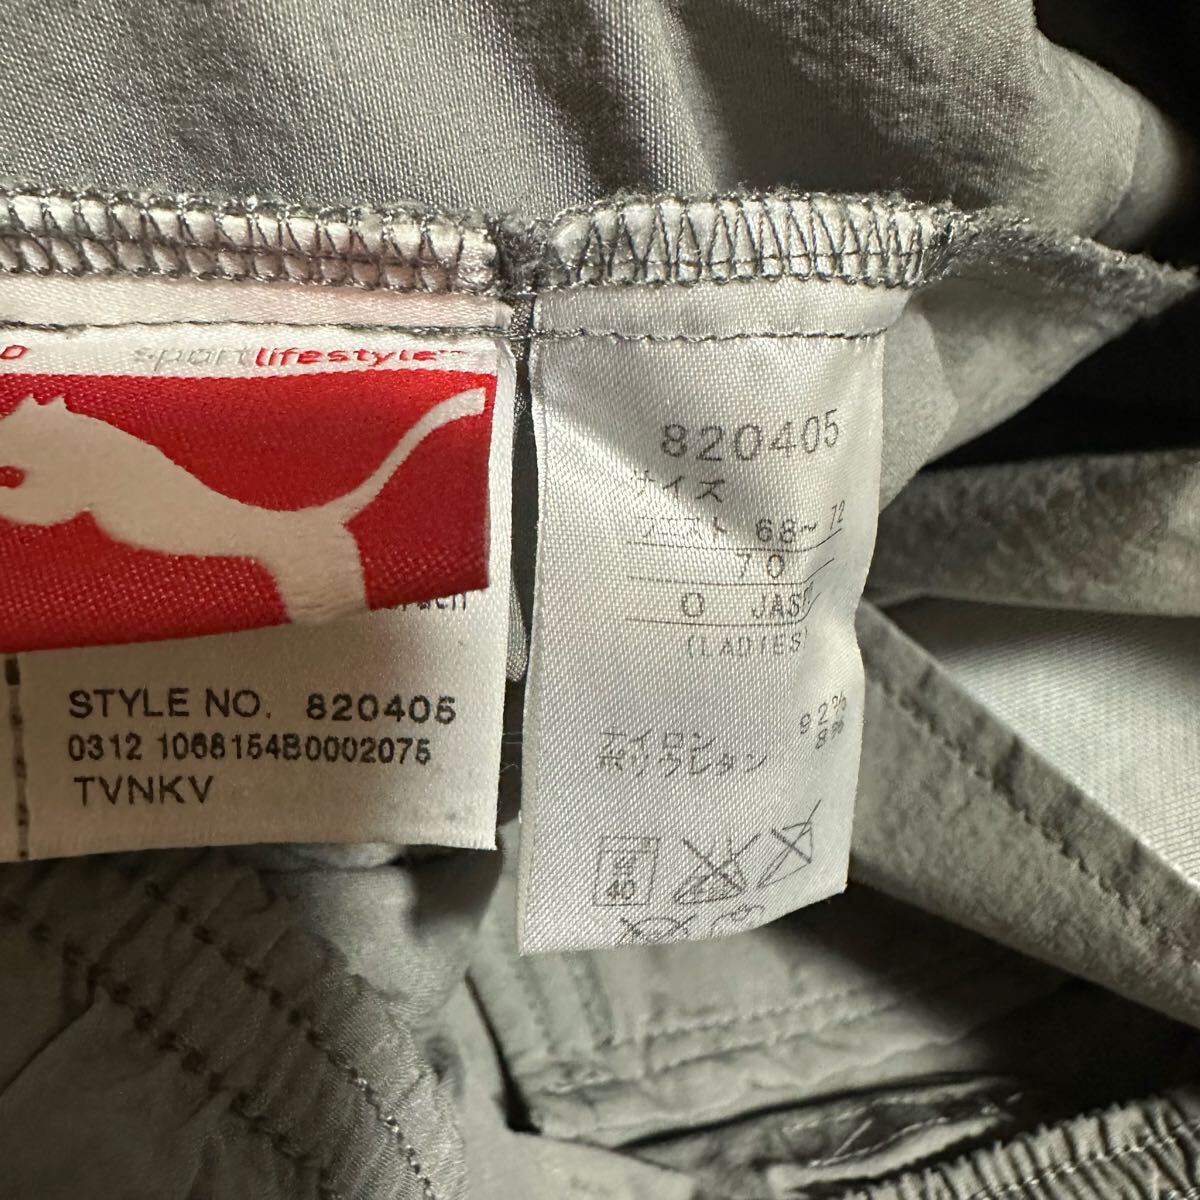 sportlifestyle
STYLE NO. 820405
0312 1068154B0002075
TVNKV
820405
サイズ
ウエスト 68~72
70
O
(LADIES)
ナイロン 92%
ポリウレタン 8%
40